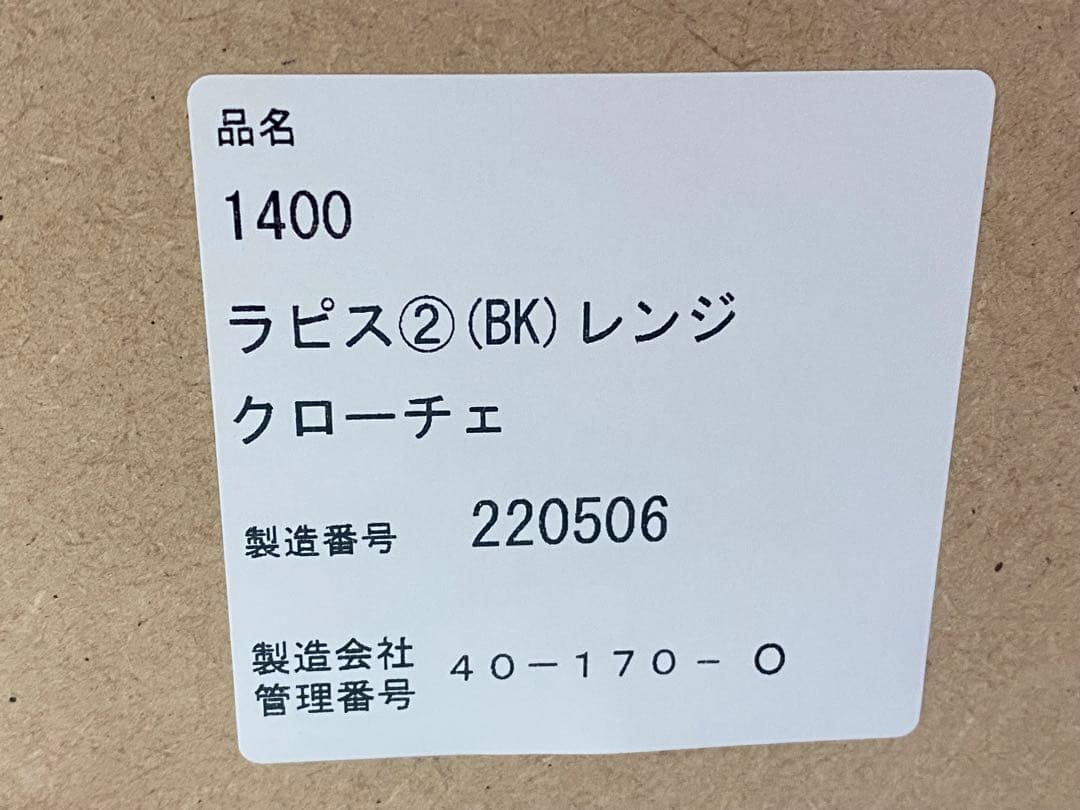 品名
1400
ラピス②(BK)レンジ
クローチェ
製造番号 220506
製造会社
管理番号 40-170- O